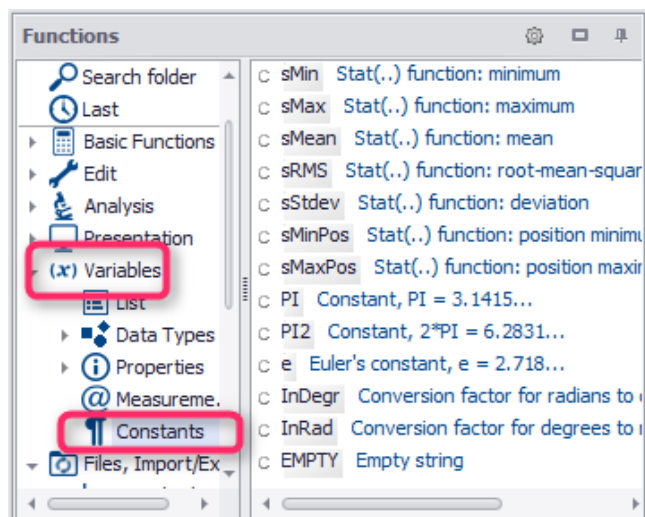 Functions
Search folder
Last
Basic Functions
Edit
Analysis
Presentation
(x) Variables
List
Data Types
Properties
Measureme.
Constants
Files, Import/Ex
C sMin Stat(..) function: minimum
C sMax Stat(..) function: maximum
C sMean Stat(..) function: mean
C sRMS Stat(..) function: root-mean-squar
C sStdev Stat(..) function: deviation
C sMinPos Stat(..) function: position minimu
C sMaxPos Stat(..) function: position maxir
C PI Constant, PI = 3.1415...
C PI2 Constant, 2*PI = 6.2831...
C e Euler's constant, e = 2.718...
C InDegr Conversion factor for radians to
C InRad Conversion factor for degrees to
C EMPTY Empty string